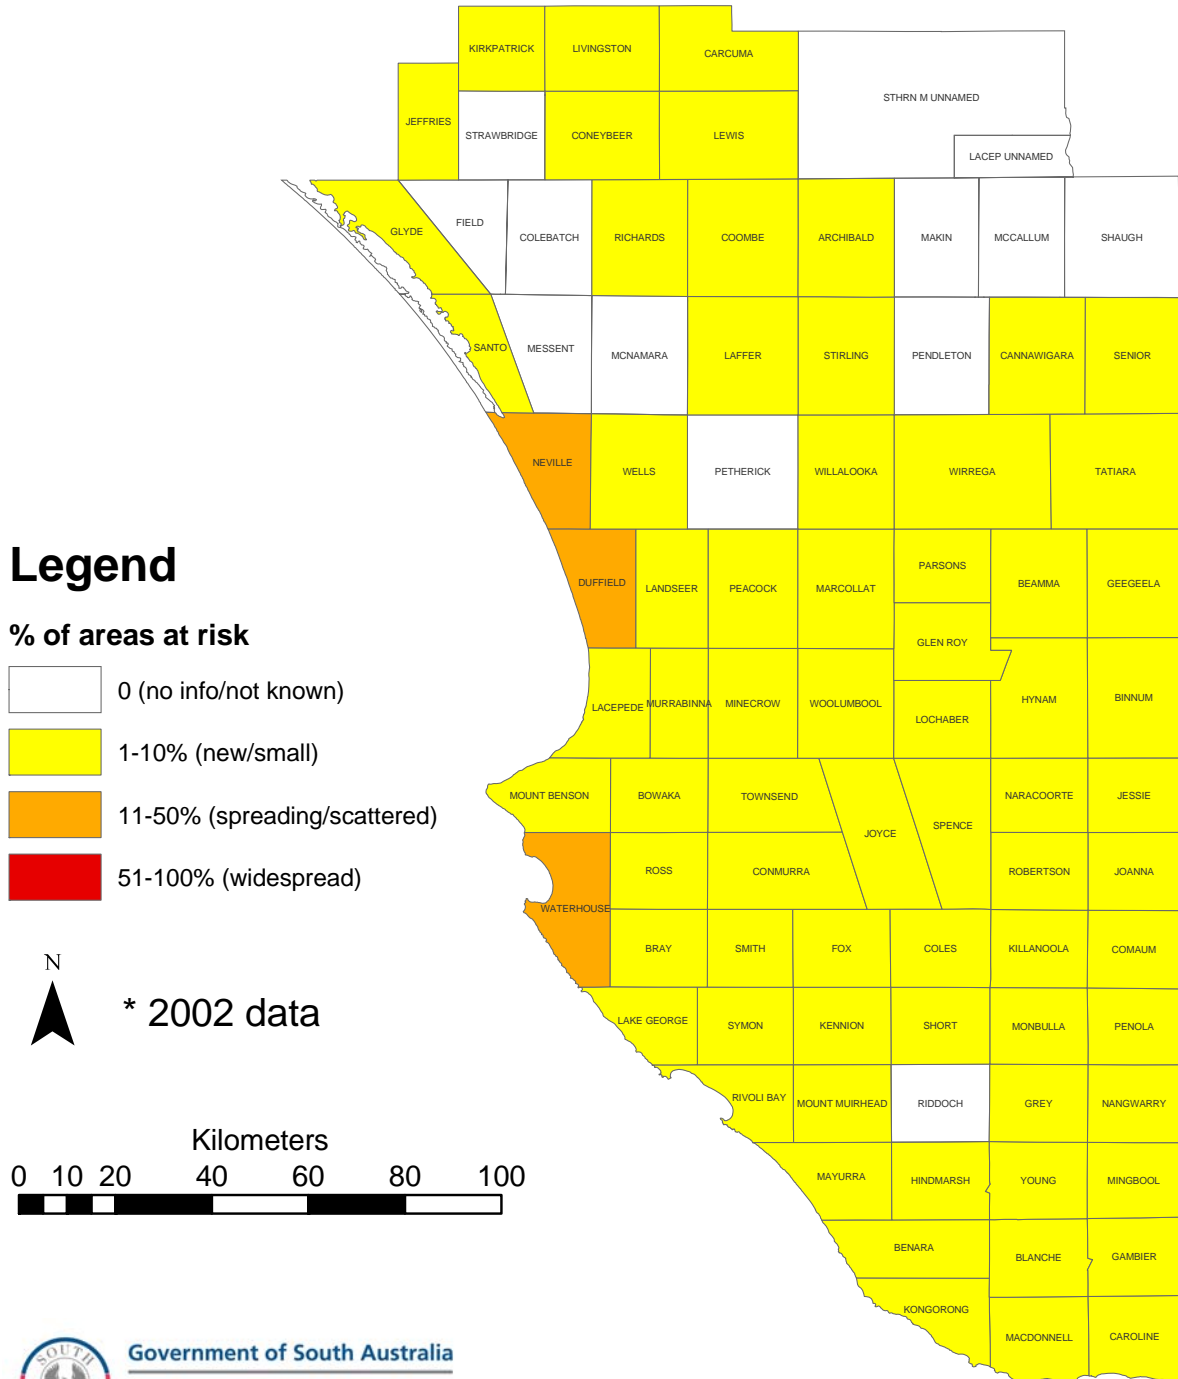 KIRKPATRICK LIVINGSTON CARCUMA
STHRN M UNNAMED
JEFFRIES STRAWBRIDGE CONEYBEER LEWIS
LACEP UNNAMED
GLYDE FIELD COLEBATCH RICHARDS COOMBE ARCHIBALD MAKIN MCCALLUM SHAUGH
SANTO MESSENT MCNAMARA LAFFER STIRLING PENDLETON CANNAWIGARA SENIOR
NEVILLE WELLS PETHERICK WILLALOOKA WIRREGA TATIARA
DUFFIELD LANDSEER PEACOCK MARCOLLAT PARSONS BEAMMA GEEGEELA
GLEN ROY
LACEPEDE MURRABINNA MINECROW WOOLUMBOOL LOCHABER HYNAM BINNUM
MOUNT BENSON BOWAKA TOWNSEND JOYCE SPENCE NARACOORTE JESSIE
ROSS CONMURRA ROBERTSON JOANNA
WATERHOUSE
BRAY SMITH FOX COLES KILLANOOLA COMAUM
LAKE GEORGE SYMON KENNION SHORT MONBULLA PENOLA
RIVOLI BAY MOUNT MUIRHEAD RIDDOCH GREY NANGWARRY
MAYURRA HINDMARSH YOUNG MINGBOOL
BENARA BLANCHE GAMBIER
KONGORONG MACDONNELL CAROLINE
Legend
% of areas at risk
0 (no info/not known)
1-10% (new/small)
11-50% (spreading/scattered)
51-100% (widespread)
N
* 2002 data
Kilometers
0 10 20 40 60 80 100
SOUTH
Government of South Australia